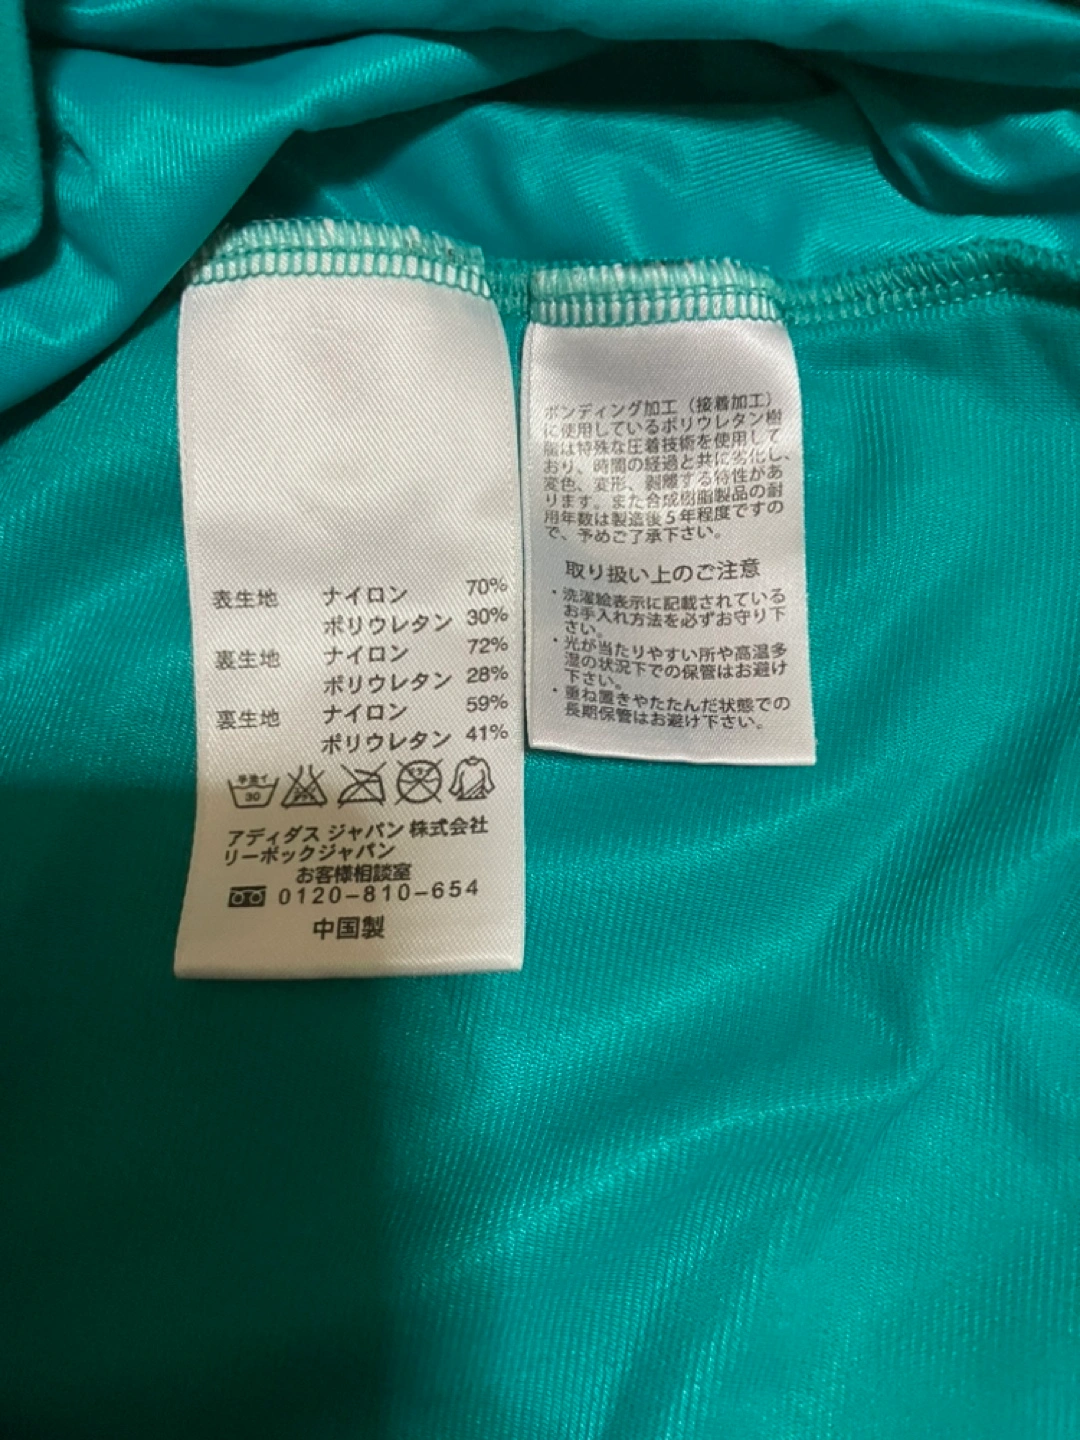 表生地 ナイロン 70%
ポリウレタン 30%
裏生地 ナイロン 72%
ポリウレタン 28%
裏生地 ナイロン 59%
ポリウレタン 41%
手洗イ
30
アディダス ジャパン 株式会社
リーボックジャパン
お客様相談室
0120-810-654
中国製
ボンディング加工（接着加工）
に使用しているポリウレタン樹
脂は特殊な圧着技術を使用して
おり、時間の経過と共に劣化し、
変色、変形、剥離する特性があ
ります。また合成樹脂製品の耐
用年数は製造後5年程度ですの
で、予めご了承下さい。
取り扱い上のご注意
・洗濯絵表示に記載されている
お手入れ方法を必ずお守り下
さい。
・光が当たりやすい所や高温多
湿の状況下での保管はお避け
下さい。
・重ね置きやたたんだ状態での
長期保管はお避け下さい。